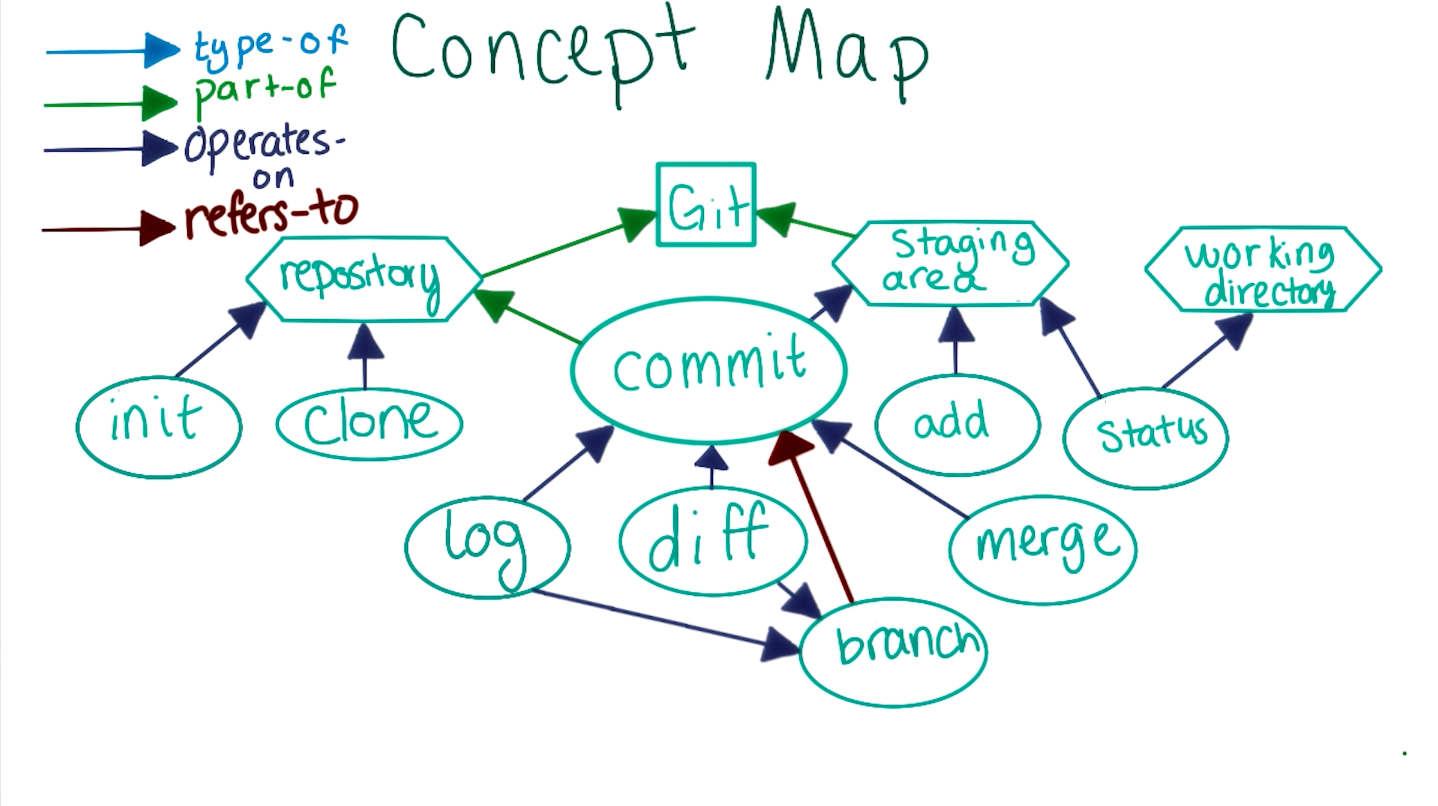 Concept Map
type-of
part-of
operates-
on
refers-to
Git
repository
Staging
area
working
directory
commit
init
Clone
add
Status
log
diff
merge
branch